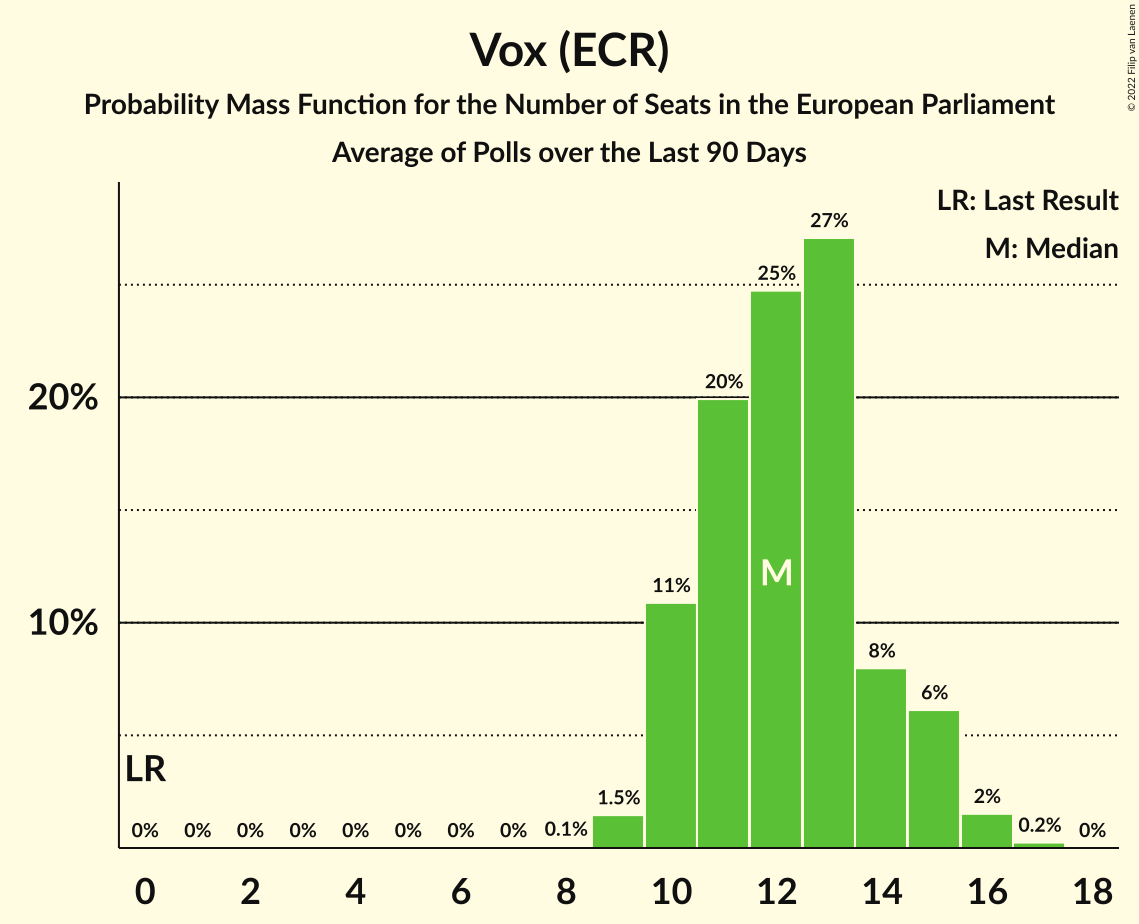 Vox (ECR)
Probability Mass Function for the Number of Seats in the European Parliament
Average of Polls over the Last 90 Days
© 2022 Filip van Laenen
LR: Last Result
M: Median
27%
25%
20%
20%
11%
M
10%
8%
6%
LR
1.5%
2%
0% 0% 0% 0% 0% 0% 0% 0% 0.1% 0.2% 0%
0 2 4 6 8 10 12 14 16 18